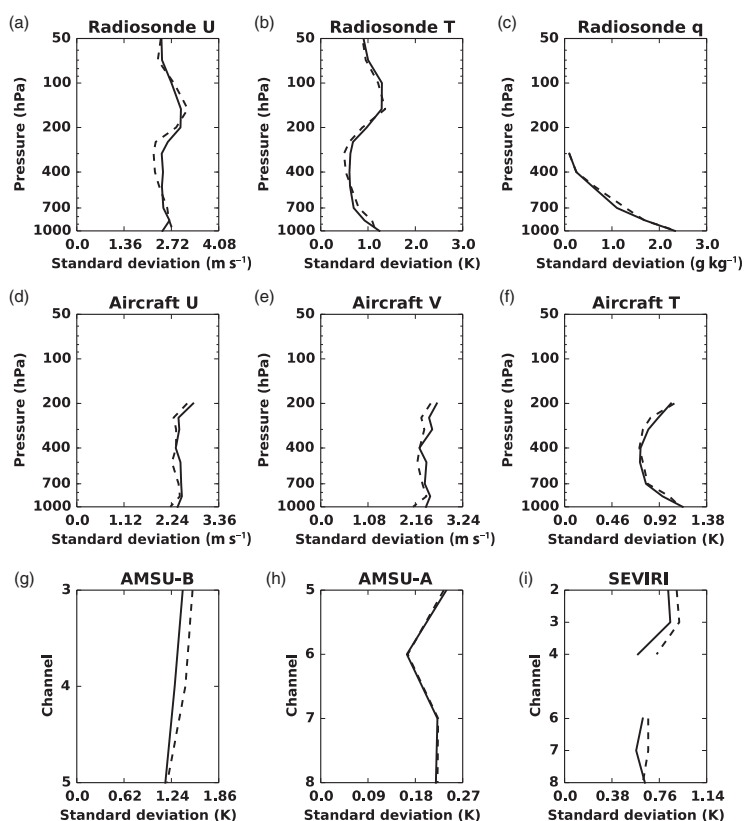 (a) Radiosonde U
50
100
200
400
700
1000
Pressure (hPa)
0.0 1.36 2.72 4.08
Standard deviation (m s⁻¹)
(b) Radiosonde T
50
100
200
400
700
1000
Pressure (hPa)
0.0 1.0 2.0 3.0
Standard deviation (K)
(c) Radiosonde q
50
100
200
400
700
1000
Pressure (hPa)
0.0 1.0 2.0 3.0
Standard deviation (g kg⁻¹)
(d) Aircraft U
50
100
200
400
700
1000
Pressure (hPa)
0.0 1.12 2.24 3.36
Standard deviation (m s⁻¹)
(e) Aircraft V
50
100
200
400
700
1000
Pressure (hPa)
0.0 1.08 2.16 3.24
Standard deviation (m s⁻¹)
(f) Aircraft T
50
100
200
400
700
1000
Pressure (hPa)
0.0 0.46 0.92 1.38
Standard deviation (K)
(g) AMSU-B
3
4
5
Channel
0.0 0.62 1.24 1.86
Standard deviation (K)
(h) AMSU-A
5
6
7
8
Channel
0.0 0.09 0.18 0.27
Standard deviation (K)
(i) SEVIRI
2
3
4
6
7
8
Channel
0.0 0.38 0.76 1.14
Standard deviation (K)